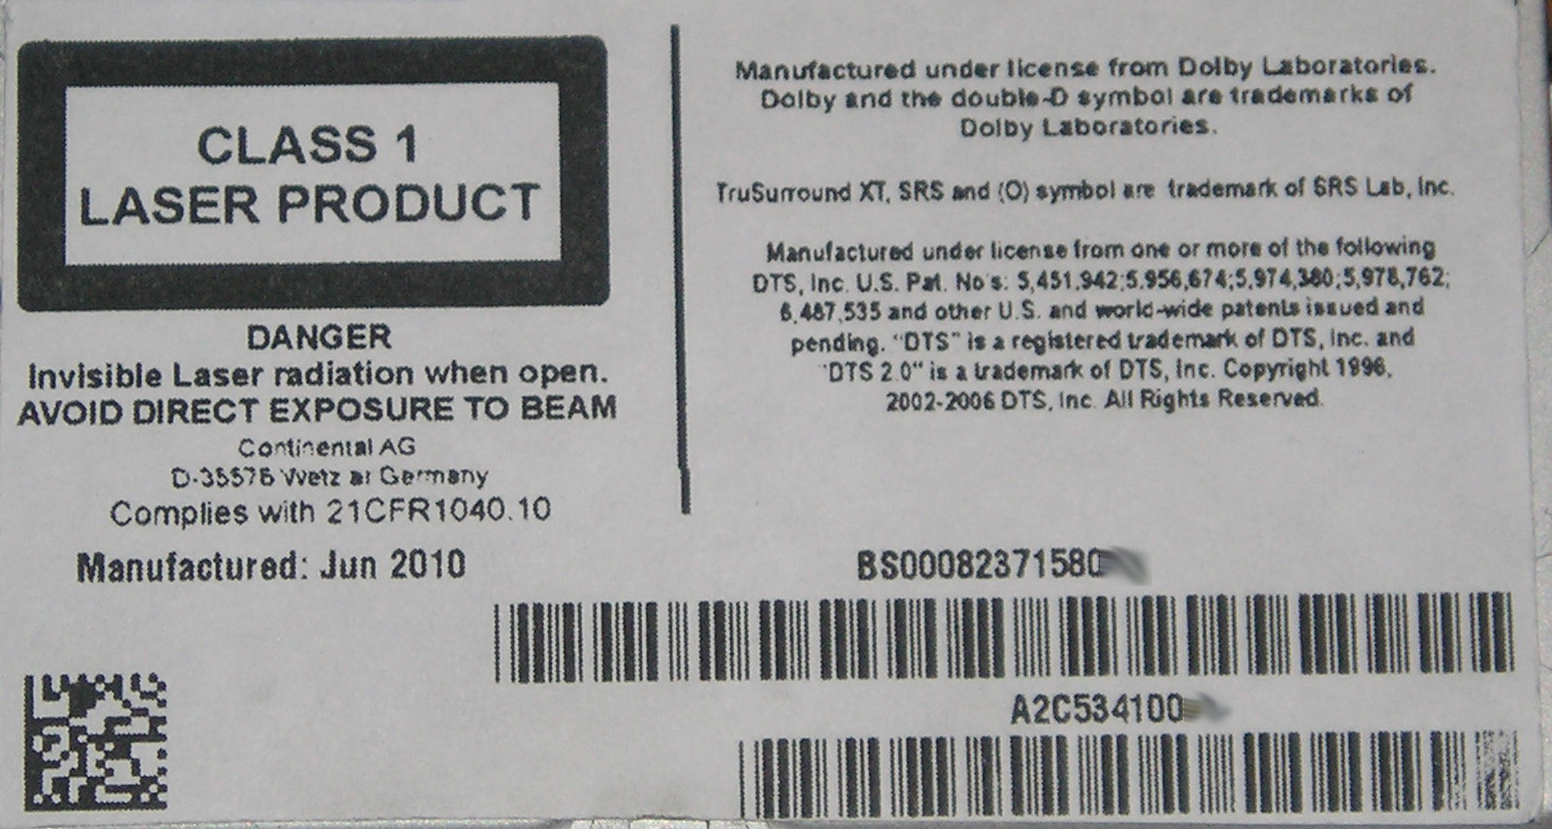 CLASS 1
LASER PRODUCT
DANGER
Invisible Laser radiation when open.
AVOID DIRECT EXPOSURE TO BEAM
Continental AG
D-35576 Wetzlar Germany
Complies with 21CFR1040.10
Manufactured: Jun 2010
Manufactured under license from Dolby Laboratories.
Dolby and the double-D symbol are trademarks of
Dolby Laboratories.
TruSurround XT, SRS and (O) symbol are trademark of SRS Lab, Inc.
Manufactured under license from one or more of the following
DTS, Inc. U.S. Pat. No's: 5,451,942;5,956,674;5,974,380;5,978,762;
6,487,535 and other U.S. and world-wide patents issued and
pending. "DTS" is a registered trademark of DTS, Inc. and
"DTS 2.0" is a trademark of DTS, Inc. Copyright 1996,
2002-2006 DTS, Inc. All Rights Reserved.
BS00082371580
A2C534100